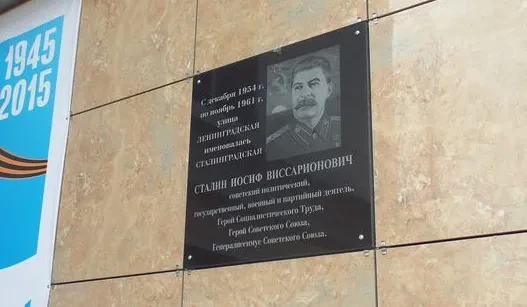 1945
2015
С декабря 1954 г.
по ноябрь 1961 г.
улица
ЛЕНИНГРАДСКАЯ
именовалась
СТАЛИНГРАДСКАЯ
СТАЛИН ИОСИФ ВИССАРИОНОВИЧ
советский политический,
государственный, военный и партийный деятель,
Герой Социалистического Труда,
Герой Советского Союза,
Генералиссимус Советского Союза.